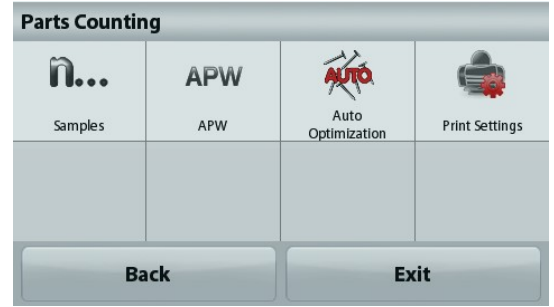 Parts Counting
n...
APW
AUTO
Samples
APW
Auto
Optimization
Print Settings
Back
Exit